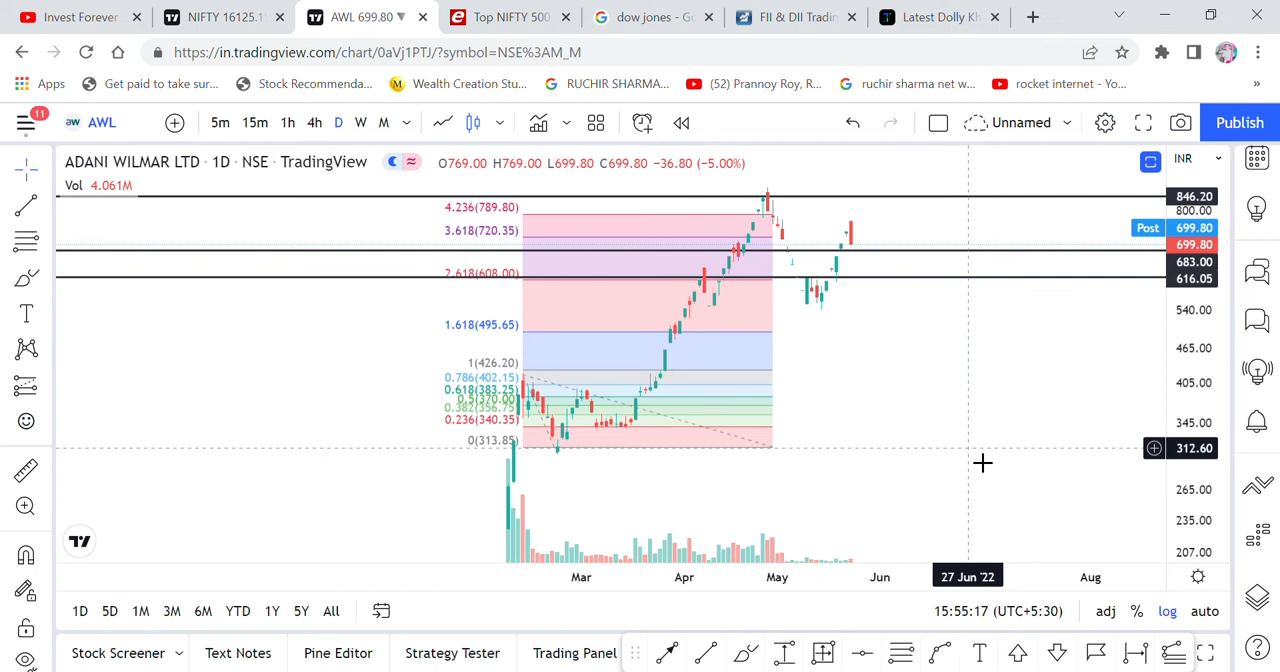 Invest Forever
NIFTY 16125.1
AWL 699.80 ▼
Top NIFTY 500
dow jones - Go
FII & DII Tradin
Latest Dolly Kh
https://in.tradingview.com/chart/0aVj1PTJ/?symbol=NSE%3AM_M
Apps
Get paid to take sur...
Stock Recommenda...
Wealth Creation Stu...
RUCHIR SHARMA...
(52) Prannoy Roy, R...
ruchir sharma net w...
rocket internet - Yo...
»
11
aw AWL
5m 15m 1h 4h D W M
Unnamed
Publish
ADANI WILMAR LTD · 1D · NSE · TradingView
O769.00 H769.00 L699.80 C699.80 −36.80 (−5.00%)
INR
Vol 4.061M
846.20
4.236(789.80)
800.00
3.618(720.35)
Post 699.80
699.80
683.00
2.618(608.00)
616.05
540.00
1.618(495.65)
465.00
1(426.20)
0.786(402.15)
405.00
0.618(383.25)
0.5(370.00)
0.382(356.75)
0.236(340.35)
345.00
0(313.85)
312.60
265.00
235.00
207.00
Mar Apr May Jun 27 Jun '22 Aug
1D 5D 1M 3M 6M YTD 1Y 5Y All
15:55:17 (UTC+5:30)
adj % log auto
Stock Screener
Text Notes
Pine Editor
Strategy Tester
Trading Panel